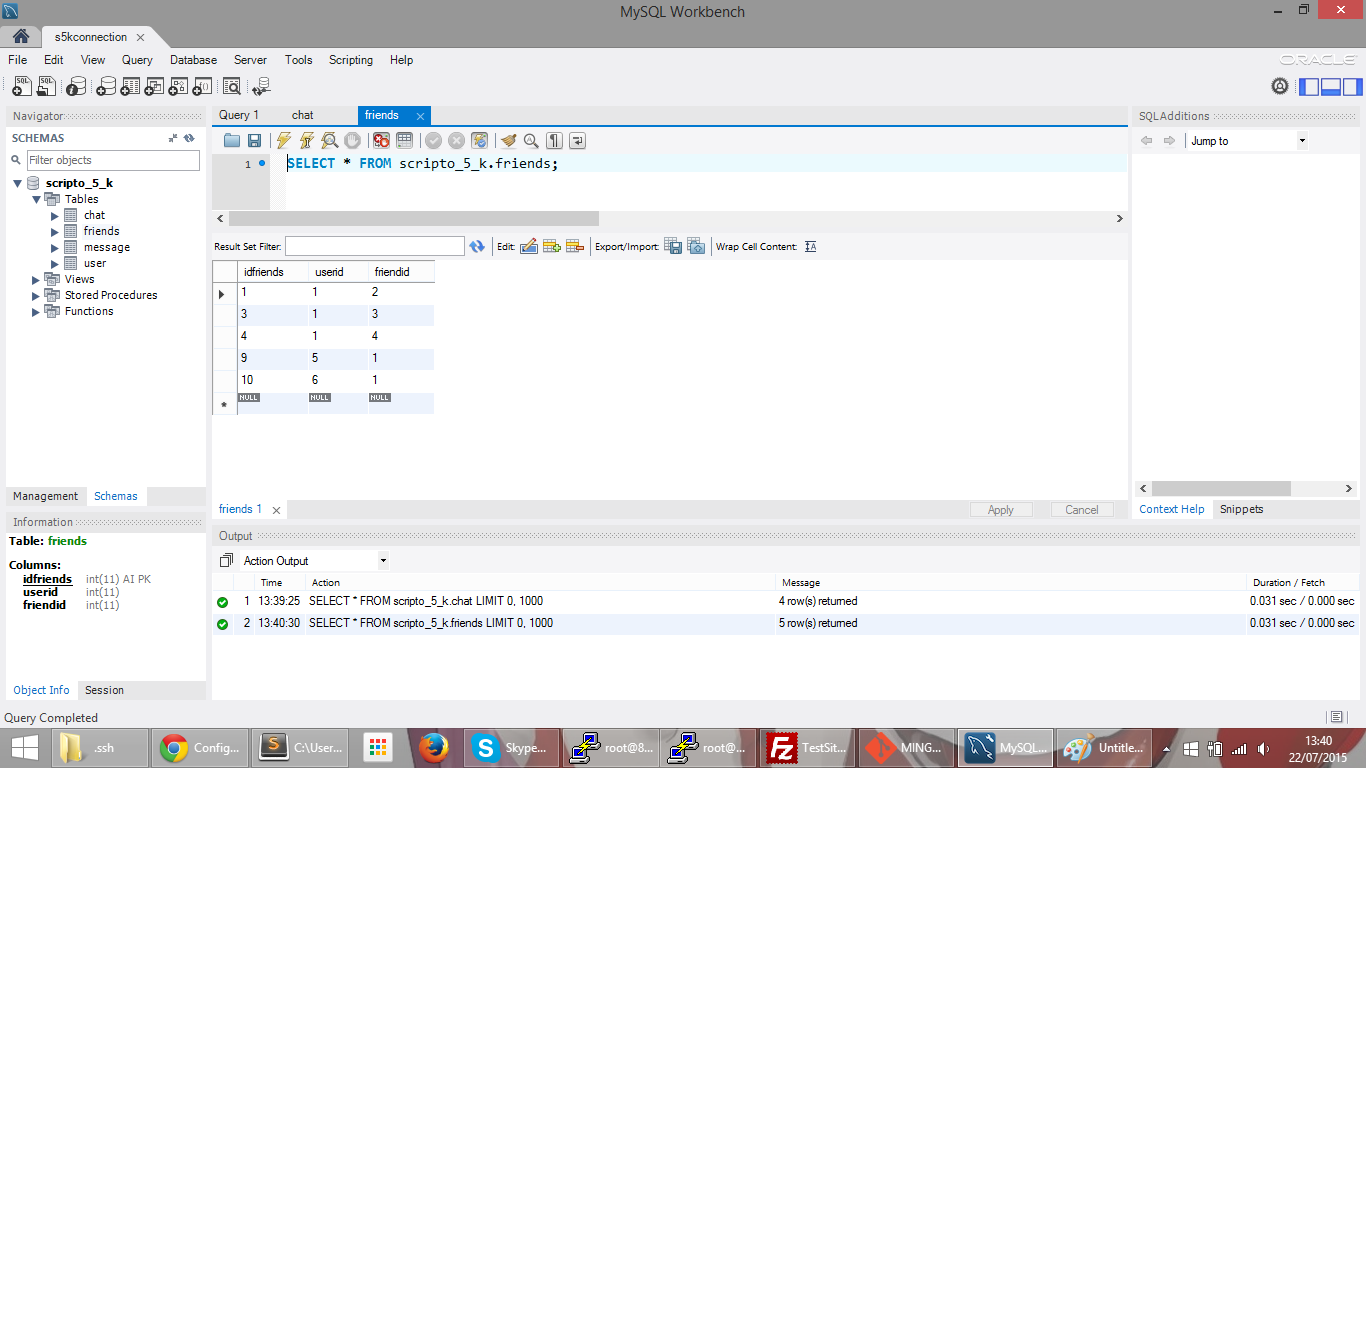 MySQL Workbench
s5kconnection
File Edit View Query Database Server Tools Scripting Help
ORACLE
Navigator
SCHEMAS
Filter objects
scripto_5_k
Tables
chat
friends
message
user
Views
Stored Procedures
Functions
Management Schemas
Information
Table: friends
Columns:
idfriends int(11) AI PK
userid int(11)
friendid int(11)
Object Info Session
Query 1 chat friends
1 SELECT * FROM scripto_5_k.friends;
Result Set Filter: Edit: Export/Import: Wrap Cell Content:
idfriends userid friendid
1 1 2
3 1 3
4 1 4
9 5 1
10 6 1
NULL NULL NULL
friends 1 Apply Cancel
SQLAdditions
Jump to
Context Help Snippets
Output
Action Output
Time Action Message Duration / Fetch
1 13:39:25 SELECT * FROM scripto_5_k.chat LIMIT 0, 1000 4 row(s) returned 0.031 sec / 0.000 sec
2 13:40:30 SELECT * FROM scripto_5_k.friends LIMIT 0, 1000 5 row(s) returned 0.031 sec / 0.000 sec
Query Completed
.ssh Config... C:\User... Skype... root@8... root@... TestSit... MING... MySQL... Untitle...
13:40
22/07/2015